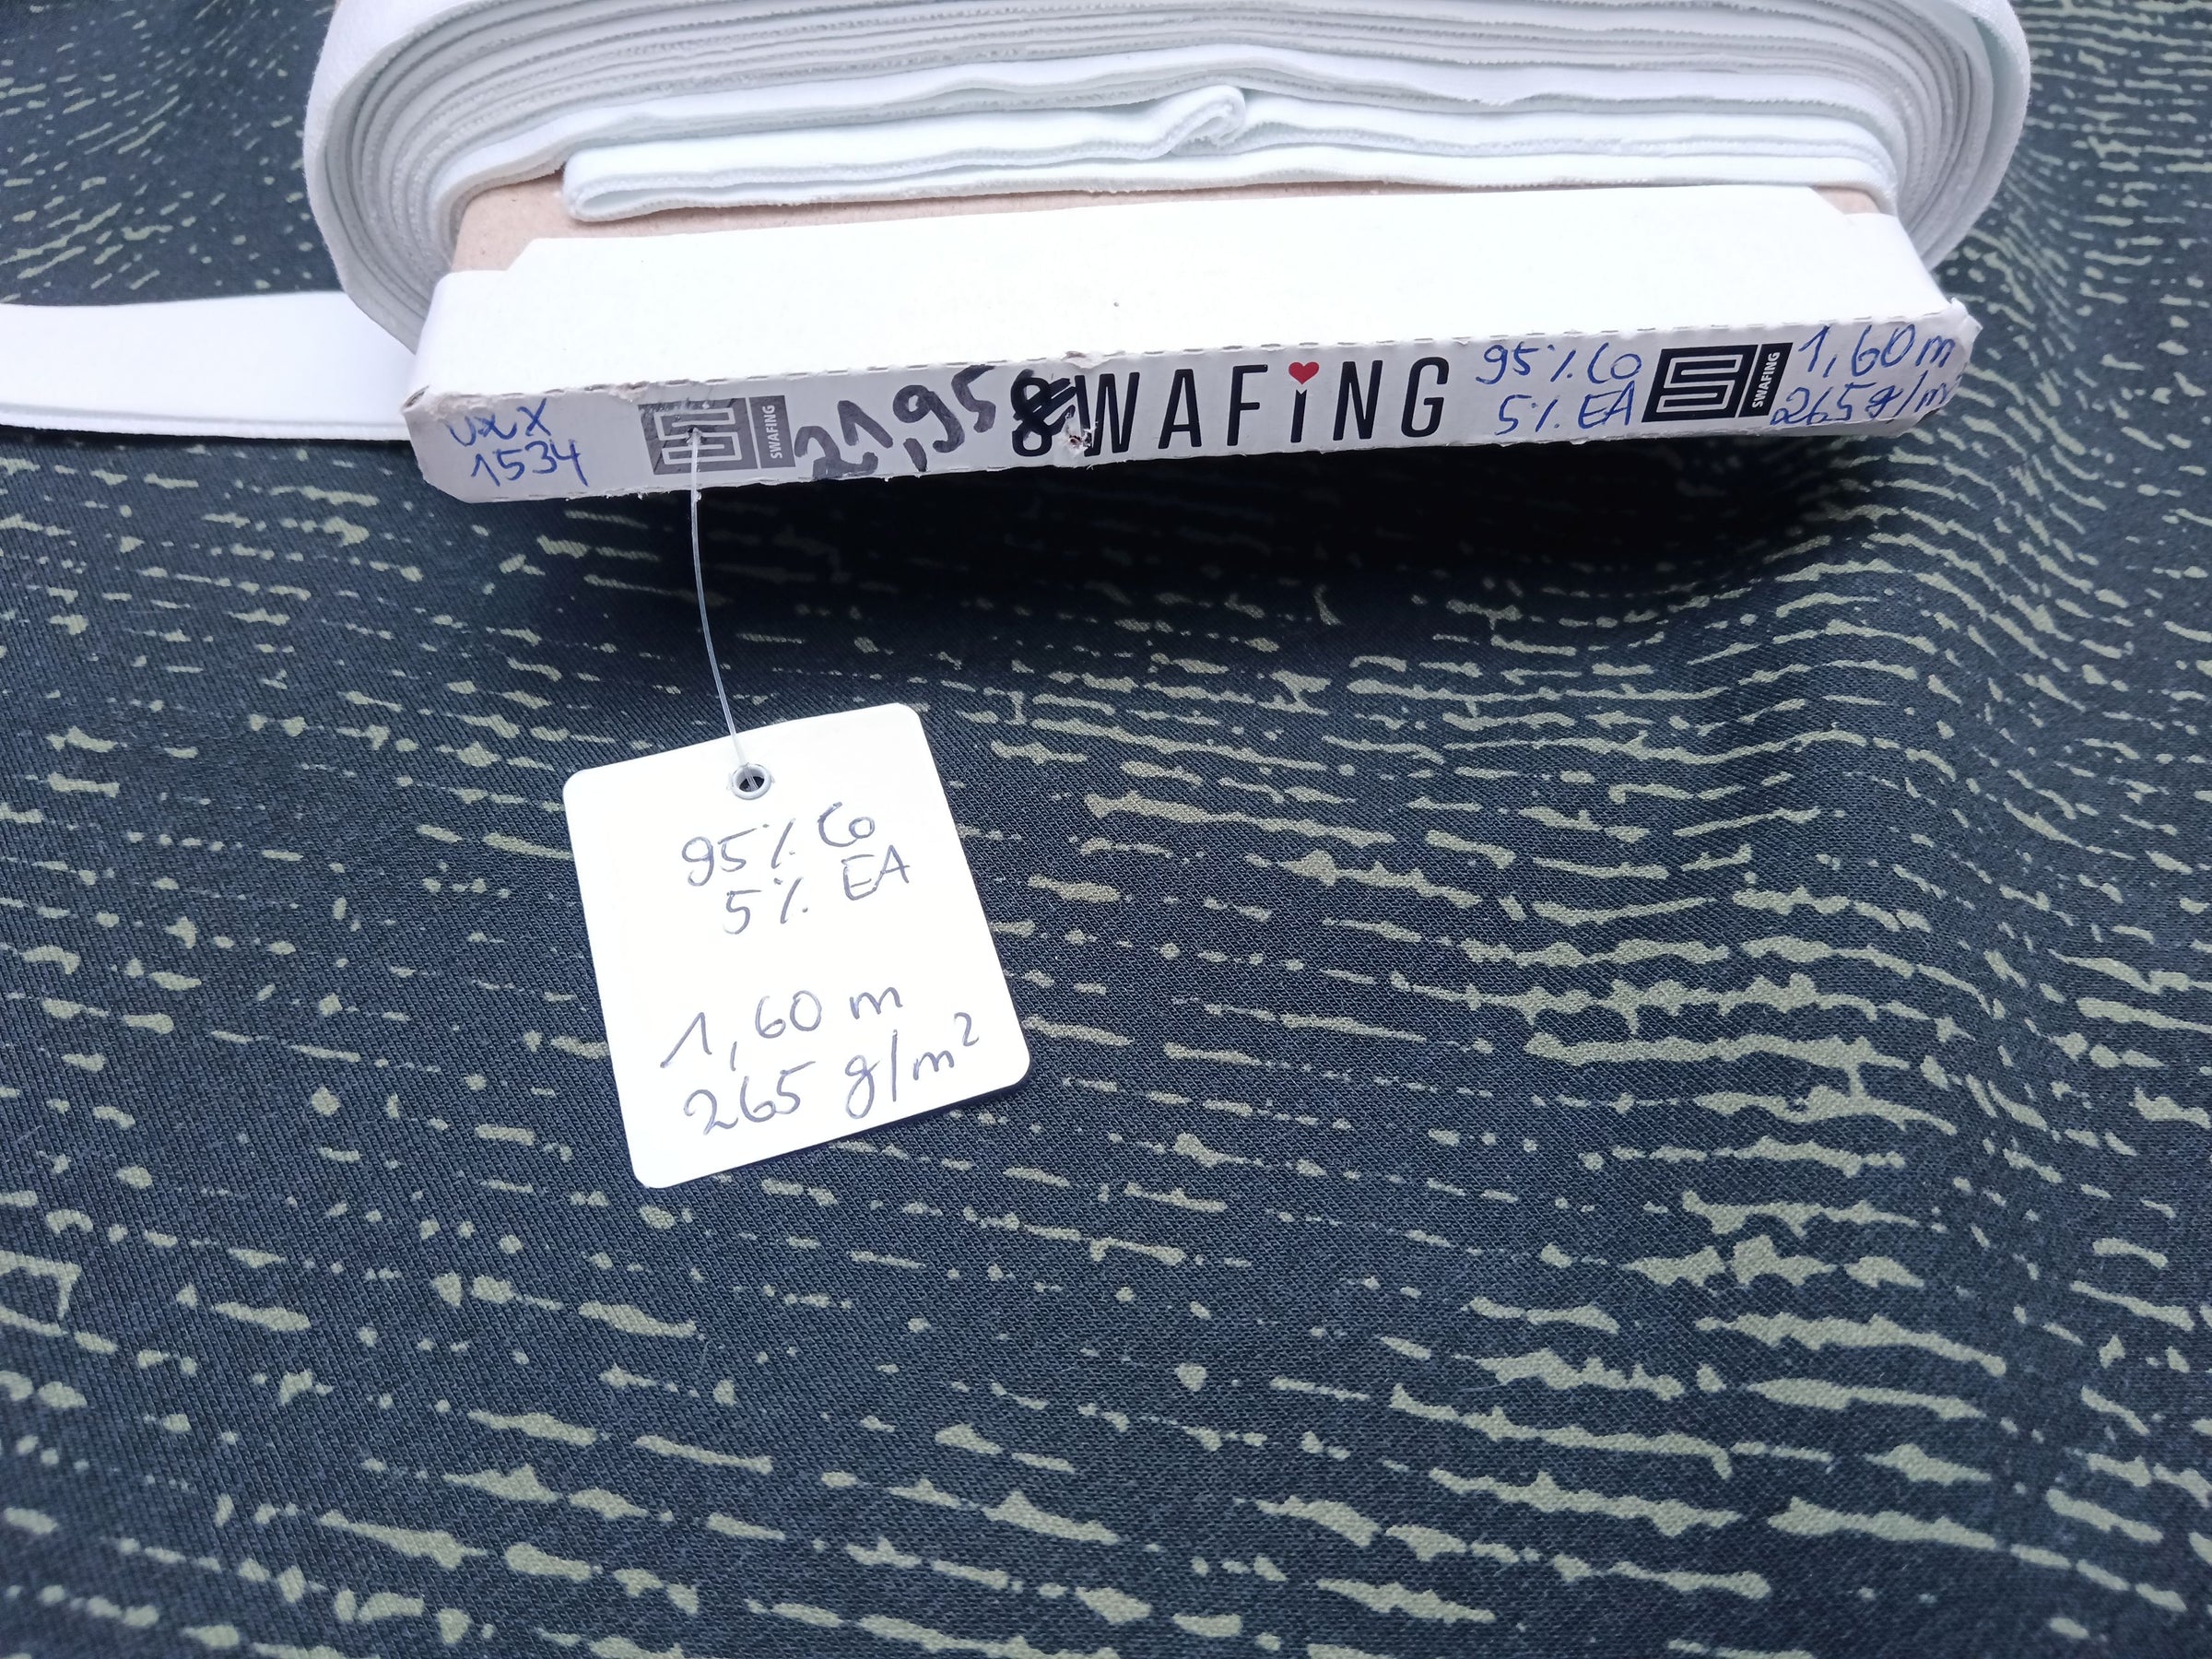 1534
SWAFING
21,95
SWAFING
95% Co
5% EA
SWAFING
1,60 m
265 g/m²
95% Co
5% EA
1,60 m
265 g/m²